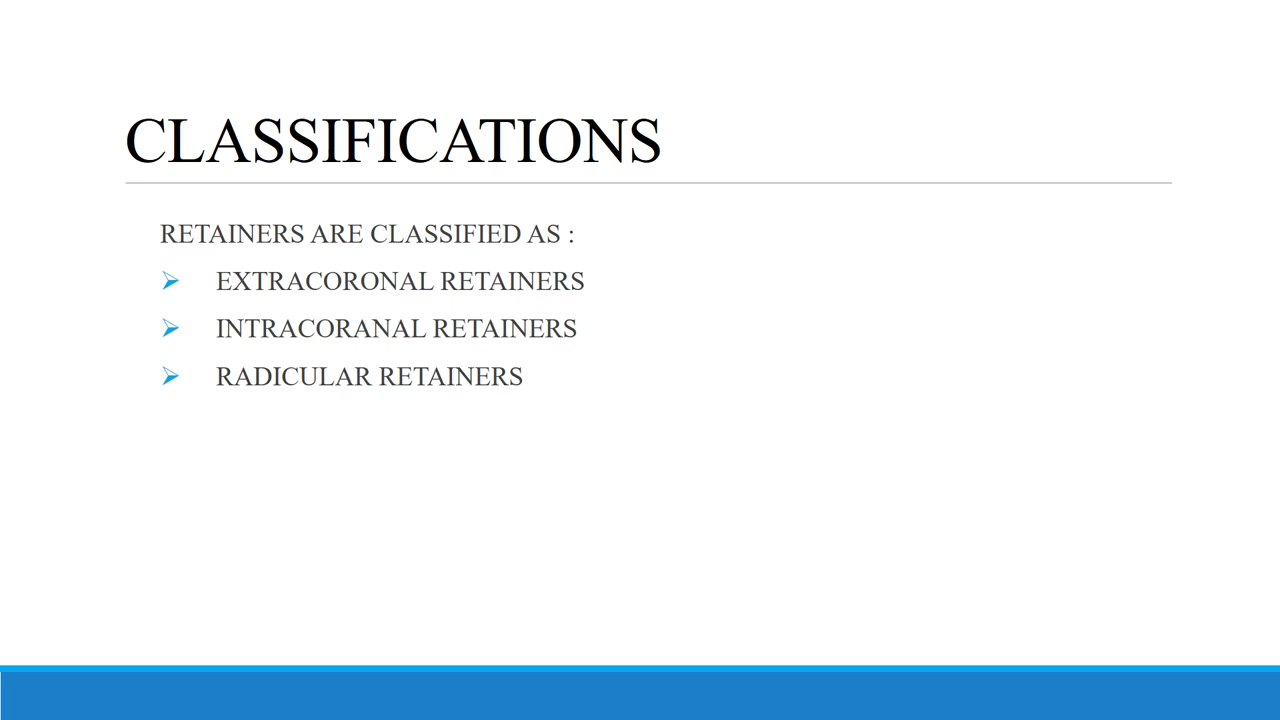 CLASSIFICATIONS
RETAINERS ARE CLASSIFIED AS :
EXTRACORONAL RETAINERS
INTRACORANAL RETAINERS
RADICULAR RETAINERS